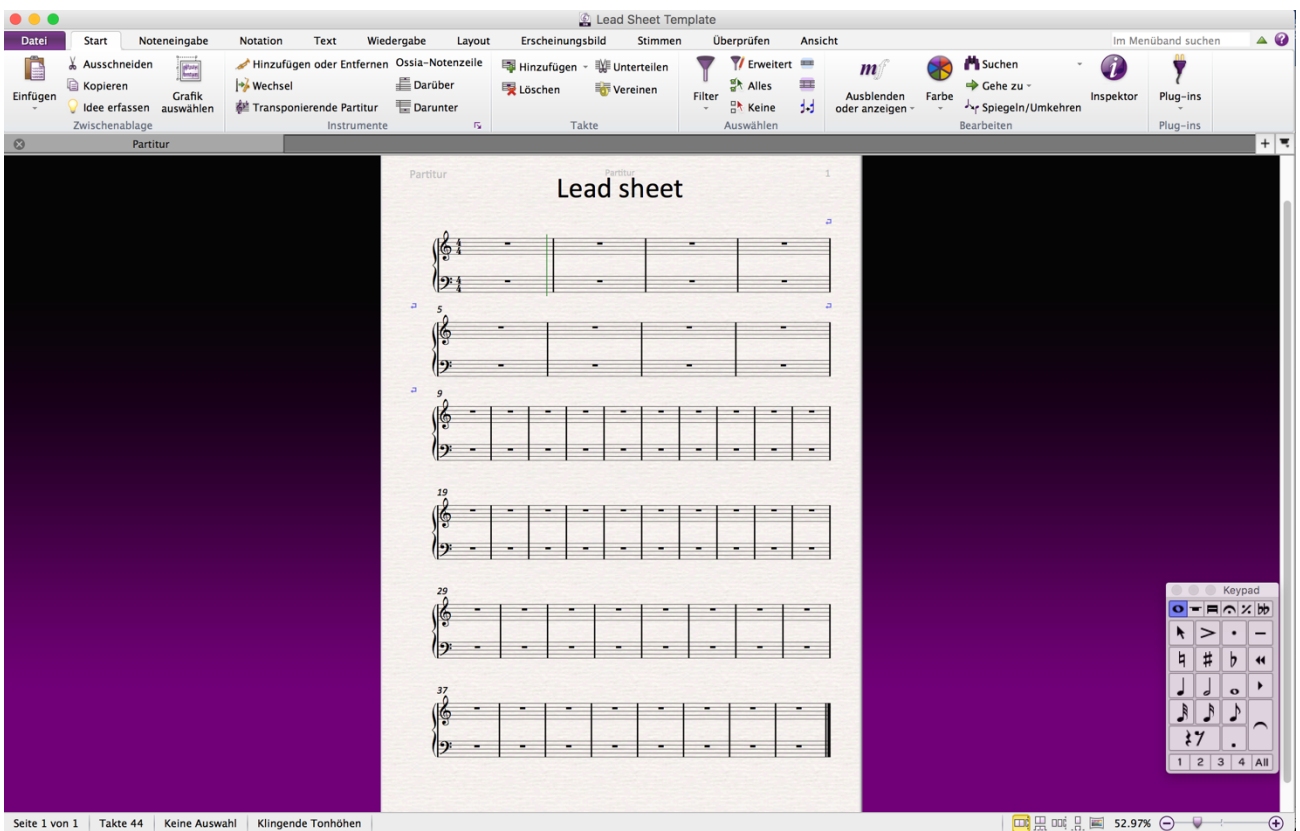 Lead Sheet Template
Datei Start Noteneingabe Notation Text Wiedergabe Layout Erscheinungsbild Stimmen Überprüfen Ansicht Im Menüband suchen
Ausschneiden Hinzufügen oder Entfernen Ossia-Notenzeile Hinzufügen Unterteilen Erweitert Suchen
Kopieren Wechsel Darüber Löschen Vereinen Alles Gehe zu
Einfügen Idee erfassen Grafik auswählen Transponierende Partitur Darunter Filter Keine Ausblenden oder anzeigen Farbe Spiegeln/Umkehren Inspektor Plug-ins
Zwischenablage Instrumente Takte Auswählen Bearbeiten Plug-ins
Partitur
Partitur Partitur 1
Lead sheet
4 4
4 4
5
9
19
29
37
Keypad
1 2 3 4 All
Seite 1 von 1 Takte 44 Keine Auswahl Klingende Tonhöhen 52.97%